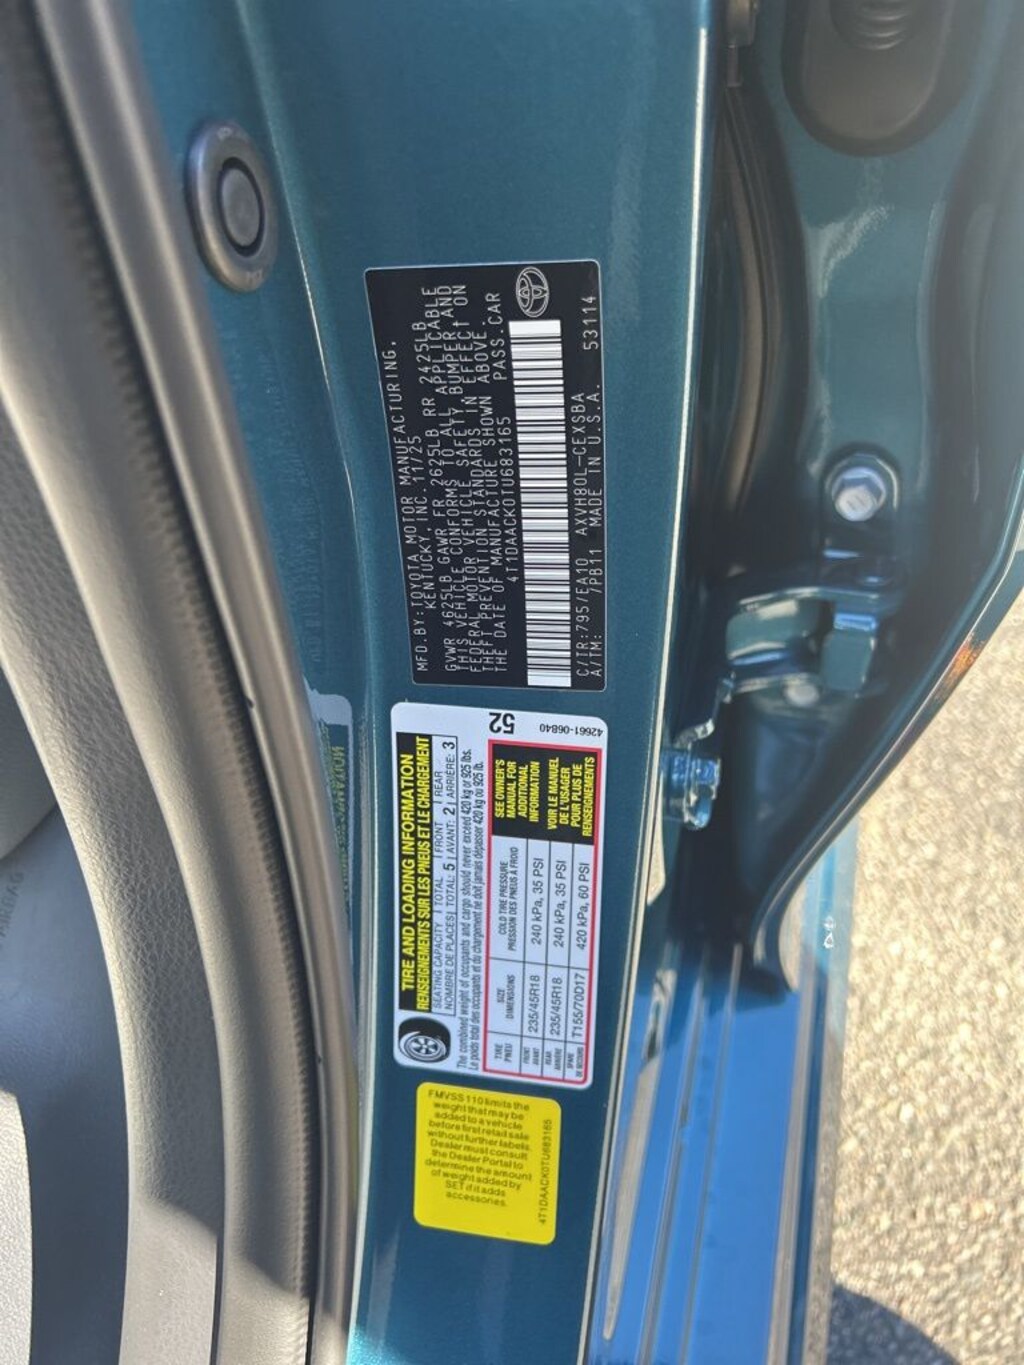 MFD.BY:TOYOTA MOTOR MANUFACTURING,
KENTUCKY, INC. 11/25
GVWR 4625LB GAWR FR 2625LB RR 2425LB
THIS VEHICLE CONFORMS TO ALL APPLICABLE
FEDERAL MOTOR VEHICLE SAFETY, BUMPER, AND
THEFT PREVENTION STANDARDS IN EFFECT ON
THE DATE OF MANUFACTURE SHOWN ABOVE.
4T1DAACK0TU683165 PASS.CAR
C/TR:795/EA10 AXVH80L-CEXSBA
A/TM: /PB11 MADE IN U.S.A. 53114
TIRE AND LOADING INFORMATION
RENSEIGNEMENTS SUR LES PNEUS ET LE CHARGEMENT
SEATING CAPACITY | TOTAL | FRONT | REAR
NOMBRE DE PLACES | TOTAL: 5 | AVANT: 2 | ARRIÈRE: 3
The combined weight of occupants and cargo should never exceed 420 kg or 925 lbs.
Le poids total des occupants et du chargement ne doit jamais dépasser 420 kg ou 925 lb.
52
42661-06B40
TIRE PNEU
SIZE DIMENSIONS
COLD TIRE PRESSURE
PRESSION DES PNEUS À FROID
FRONT AVANT 235/45R18 240 kPa, 35 PSI
REAR ARRIÈRE 235/45R18 240 kPa, 35 PSI
SPARE DE SECOURS T155/70D17 420 kPa, 60 PSI
SEE OWNER'S
MANUAL FOR
ADDITIONAL
INFORMATION
VOIR LE MANUEL
DE L'USAGER
POUR PLUS DE
RENSEIGNEMENTS
FMVSS 110 limits the
weight that may be
added to a vehicle
before first retail sale
without further labels.
Dealer must consult
the Dealer Portal to
determine the amount
of weight added by
SET if it adds
accessories.
4T1DAACK0TU683165